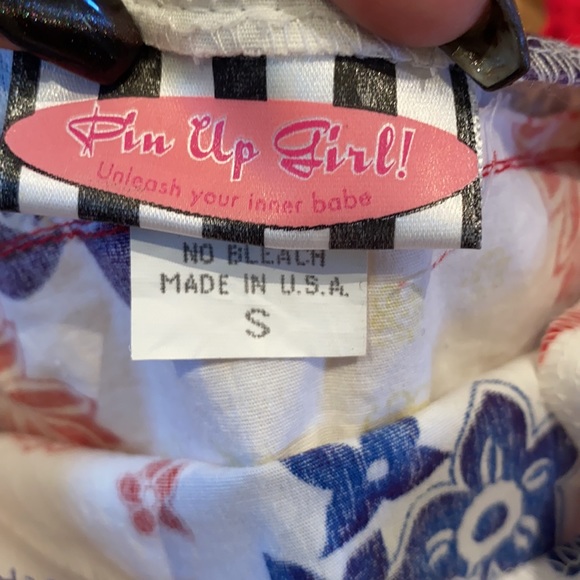 Pin Up Girl!
Unleash your inner babe
NO BLEACH
MADE IN U.S.A.
S